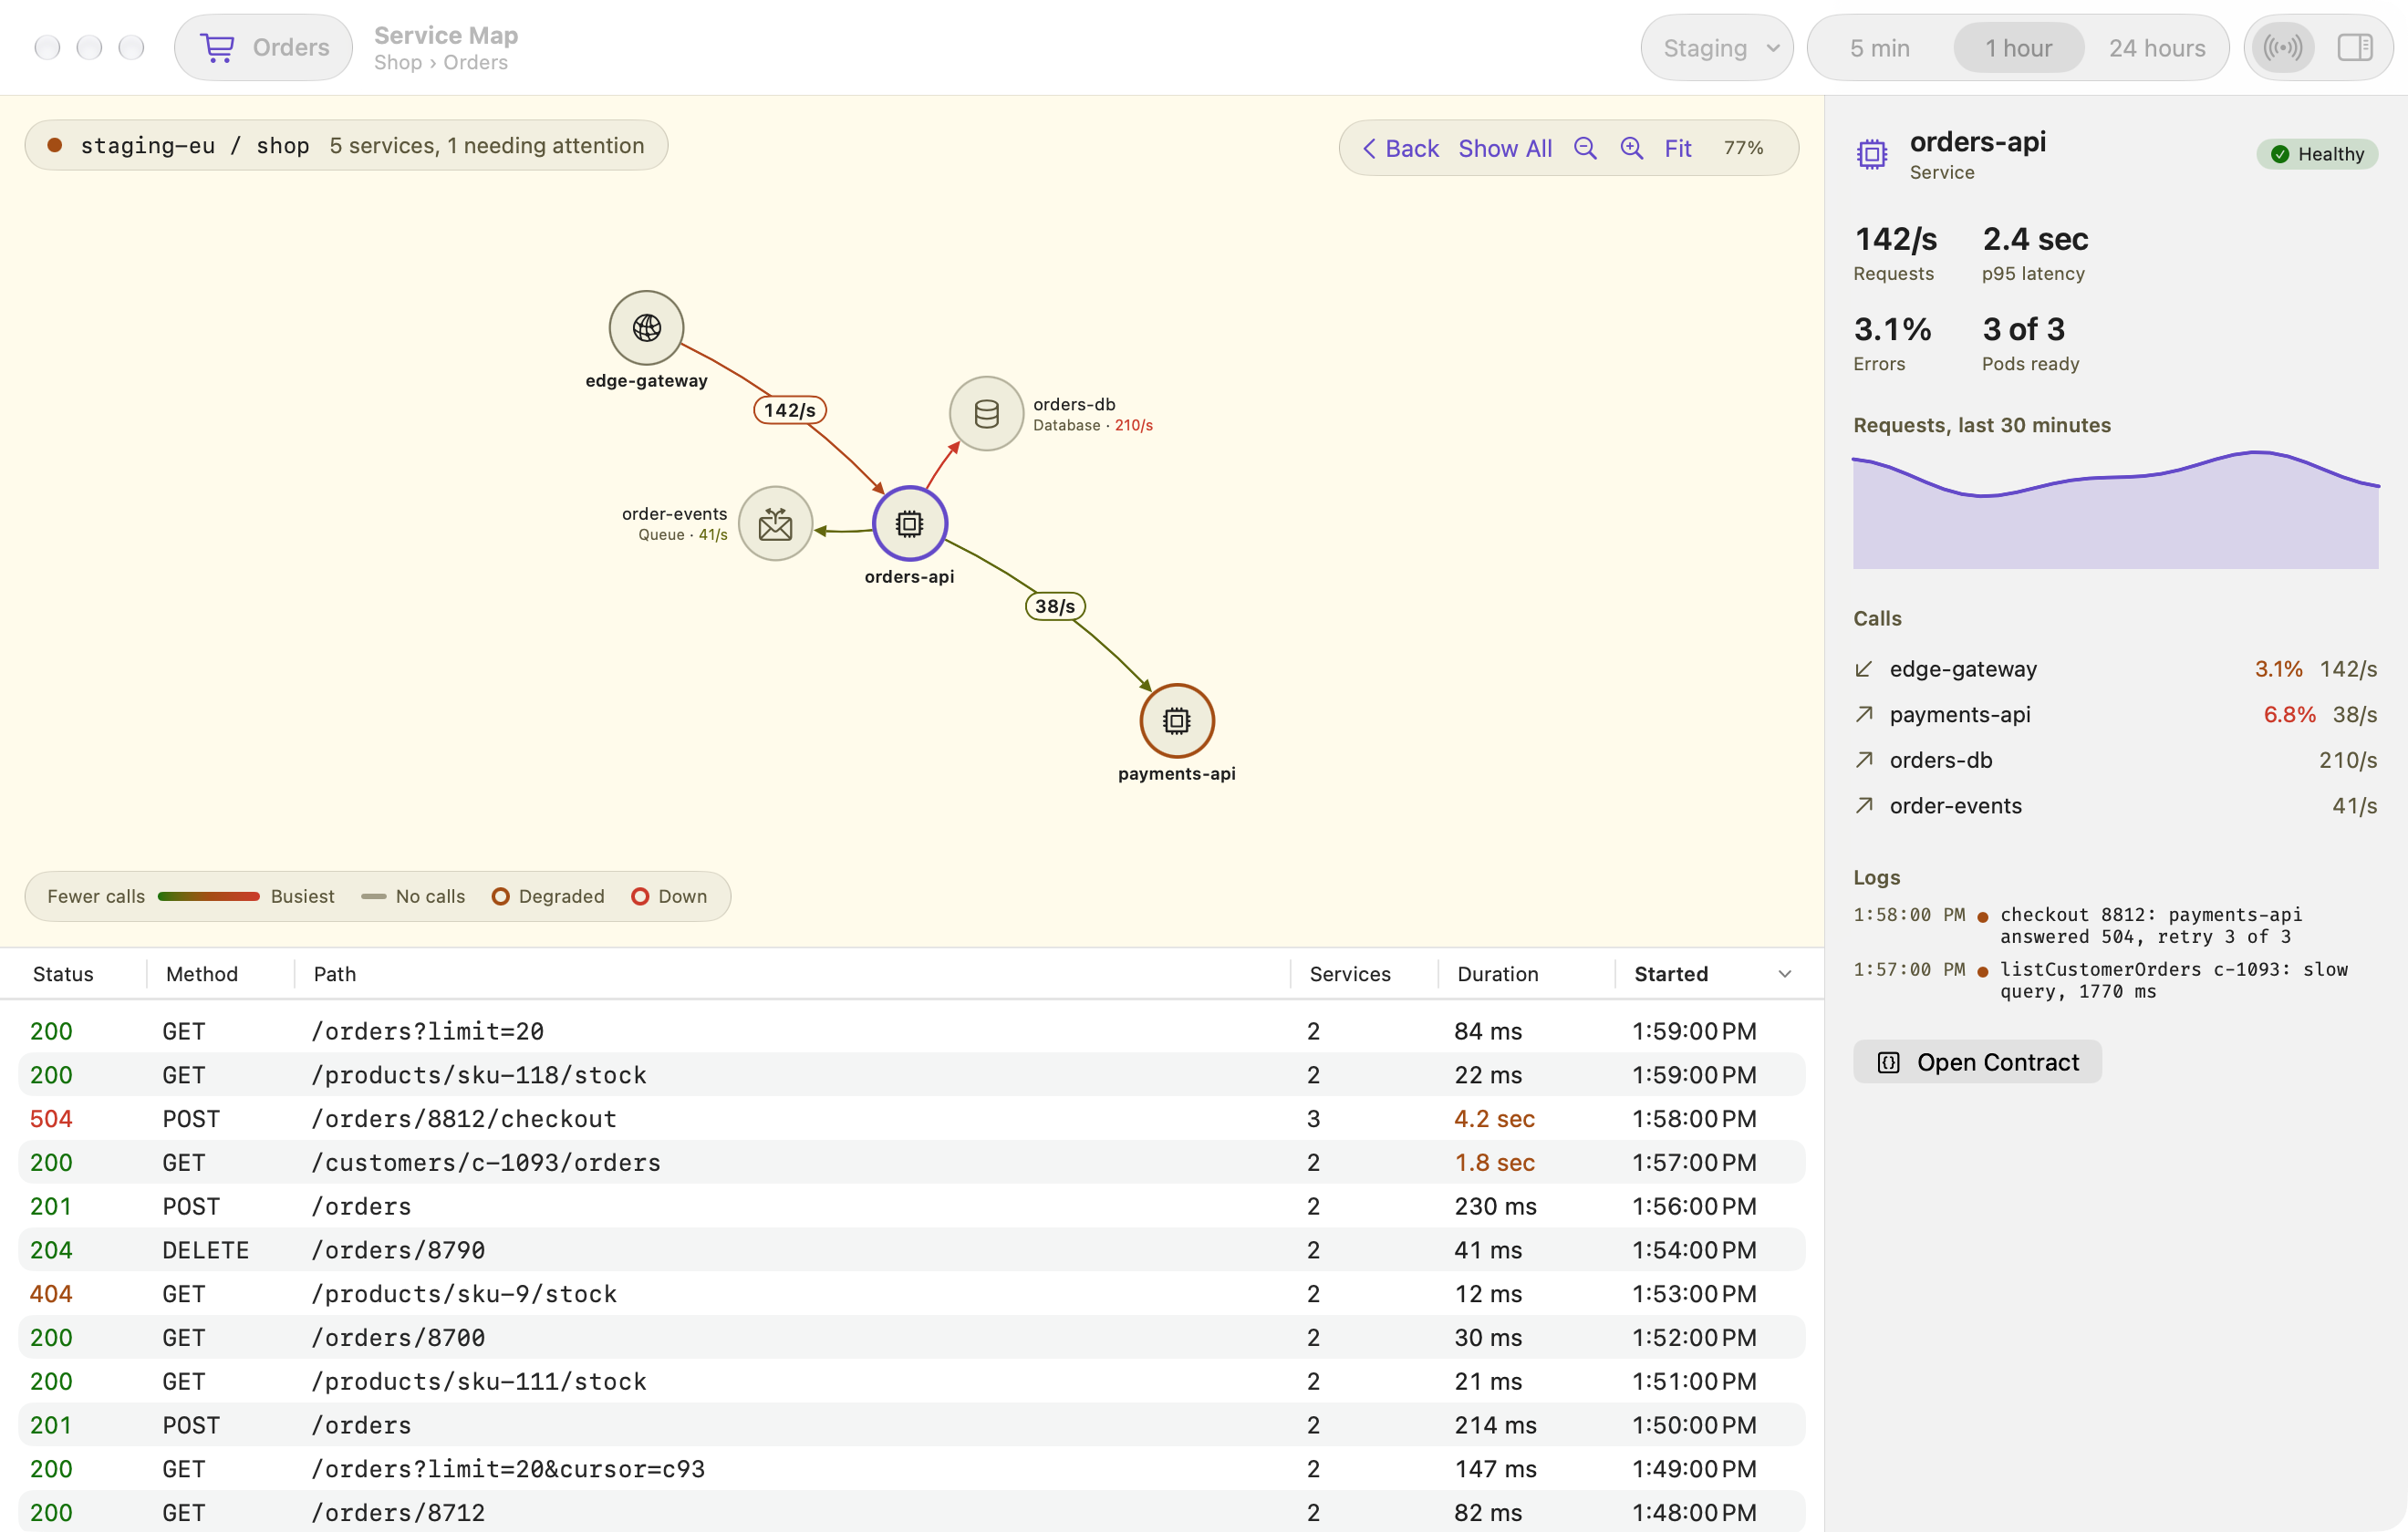 Orders
Service Map
Shop › Orders
Staging
5 min
1 hour
24 hours
staging-eu / shop 5 services, 1 needing attention
Back Show All Fit 77%
edge-gateway
142/s
orders-db
Database · 210/s
order-events
Queue · 41/s
orders-api
38/s
payments-api
Fewer calls Busiest No calls Degraded Down
orders-api
Service
Healthy
142/s 2.4 sec
Requests p95 latency
3.1% 3 of 3
Errors Pods ready
Requests, last 30 minutes
Calls
edge-gateway 3.1% 142/s
payments-api 6.8% 38/s
orders-db 210/s
order-events 41/s
Logs
1:58:00 PM checkout 8812: payments-api
answered 504, retry 3 of 3
1:57:00 PM listCustomerOrders c-1093: slow
query, 1770 ms
Open Contract
Status Method Path Services Duration Started
200 GET /orders?limit=20 2 84 ms 1:59:00 PM
200 GET /products/sku-118/stock 2 22 ms 1:59:00 PM
504 POST /orders/8812/checkout 3 4.2 sec 1:58:00 PM
200 GET /customers/c-1093/orders 2 1.8 sec 1:57:00 PM
201 POST /orders 2 230 ms 1:56:00 PM
204 DELETE /orders/8790 2 41 ms 1:54:00 PM
404 GET /products/sku-9/stock 2 12 ms 1:53:00 PM
200 GET /orders/8700 2 30 ms 1:52:00 PM
200 GET /products/sku-111/stock 2 21 ms 1:51:00 PM
201 POST /orders 2 214 ms 1:50:00 PM
200 GET /orders?limit=20&cursor=c93 2 147 ms 1:49:00 PM
200 GET /orders/8712 2 82 ms 1:48:00 PM